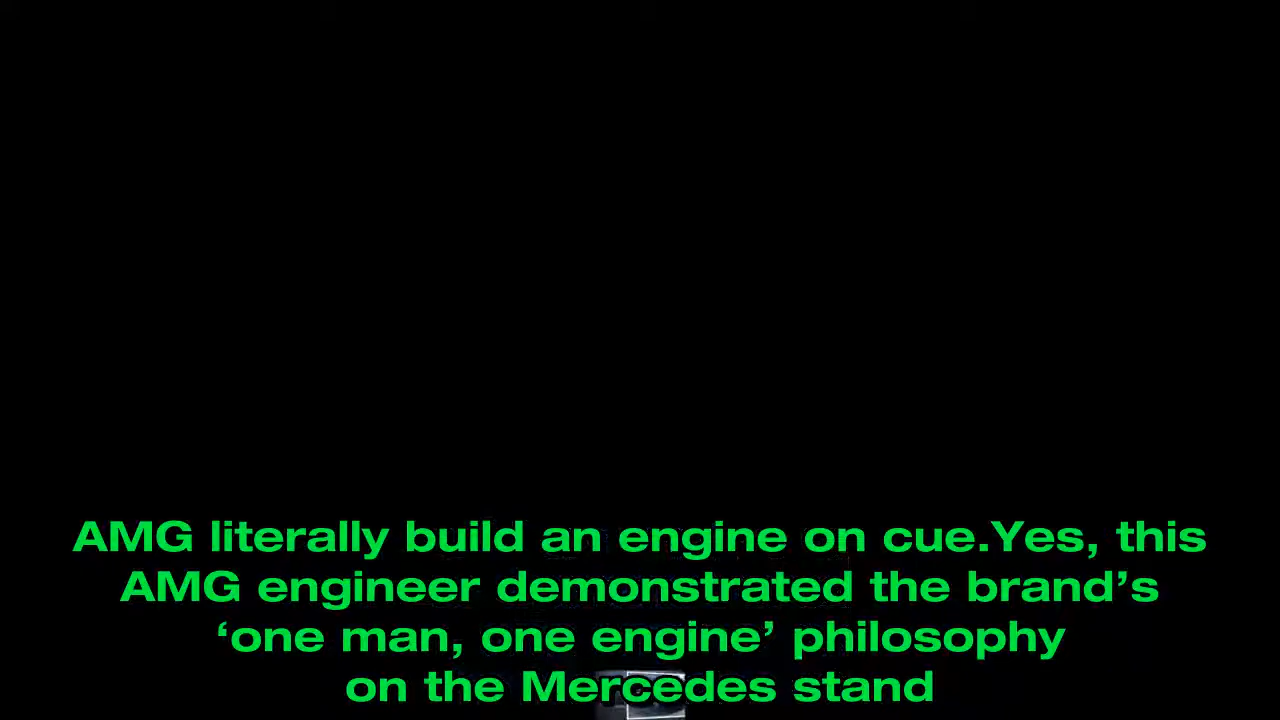 AMG literally build an engine on cue.Yes, this
AMG engineer demonstrated the brand’s
‘one man, one engine’ philosophy
on the Mercedes stand